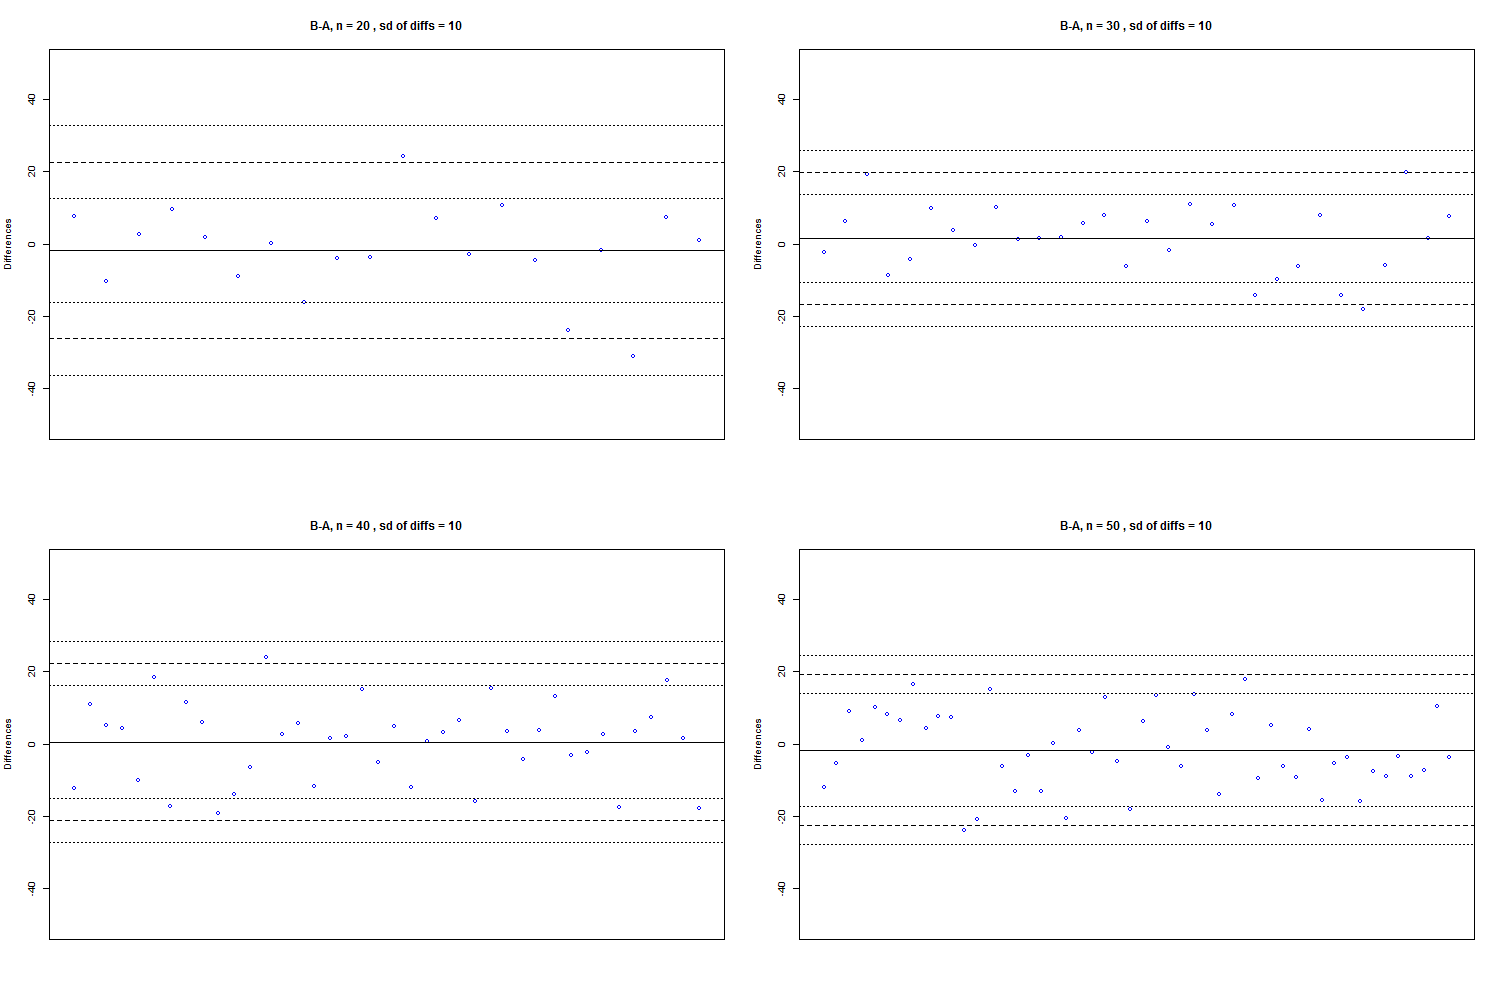 B-A, n = 20 , sd of diffs = 10
Differences
40
20
0
-20
-40
B-A, n = 30 , sd of diffs = 10
Differences
40
20
0
-20
-40
B-A, n = 40 , sd of diffs = 10
Differences
40
20
0
-20
-40
B-A, n = 50 , sd of diffs = 10
Differences
40
20
0
-20
-40